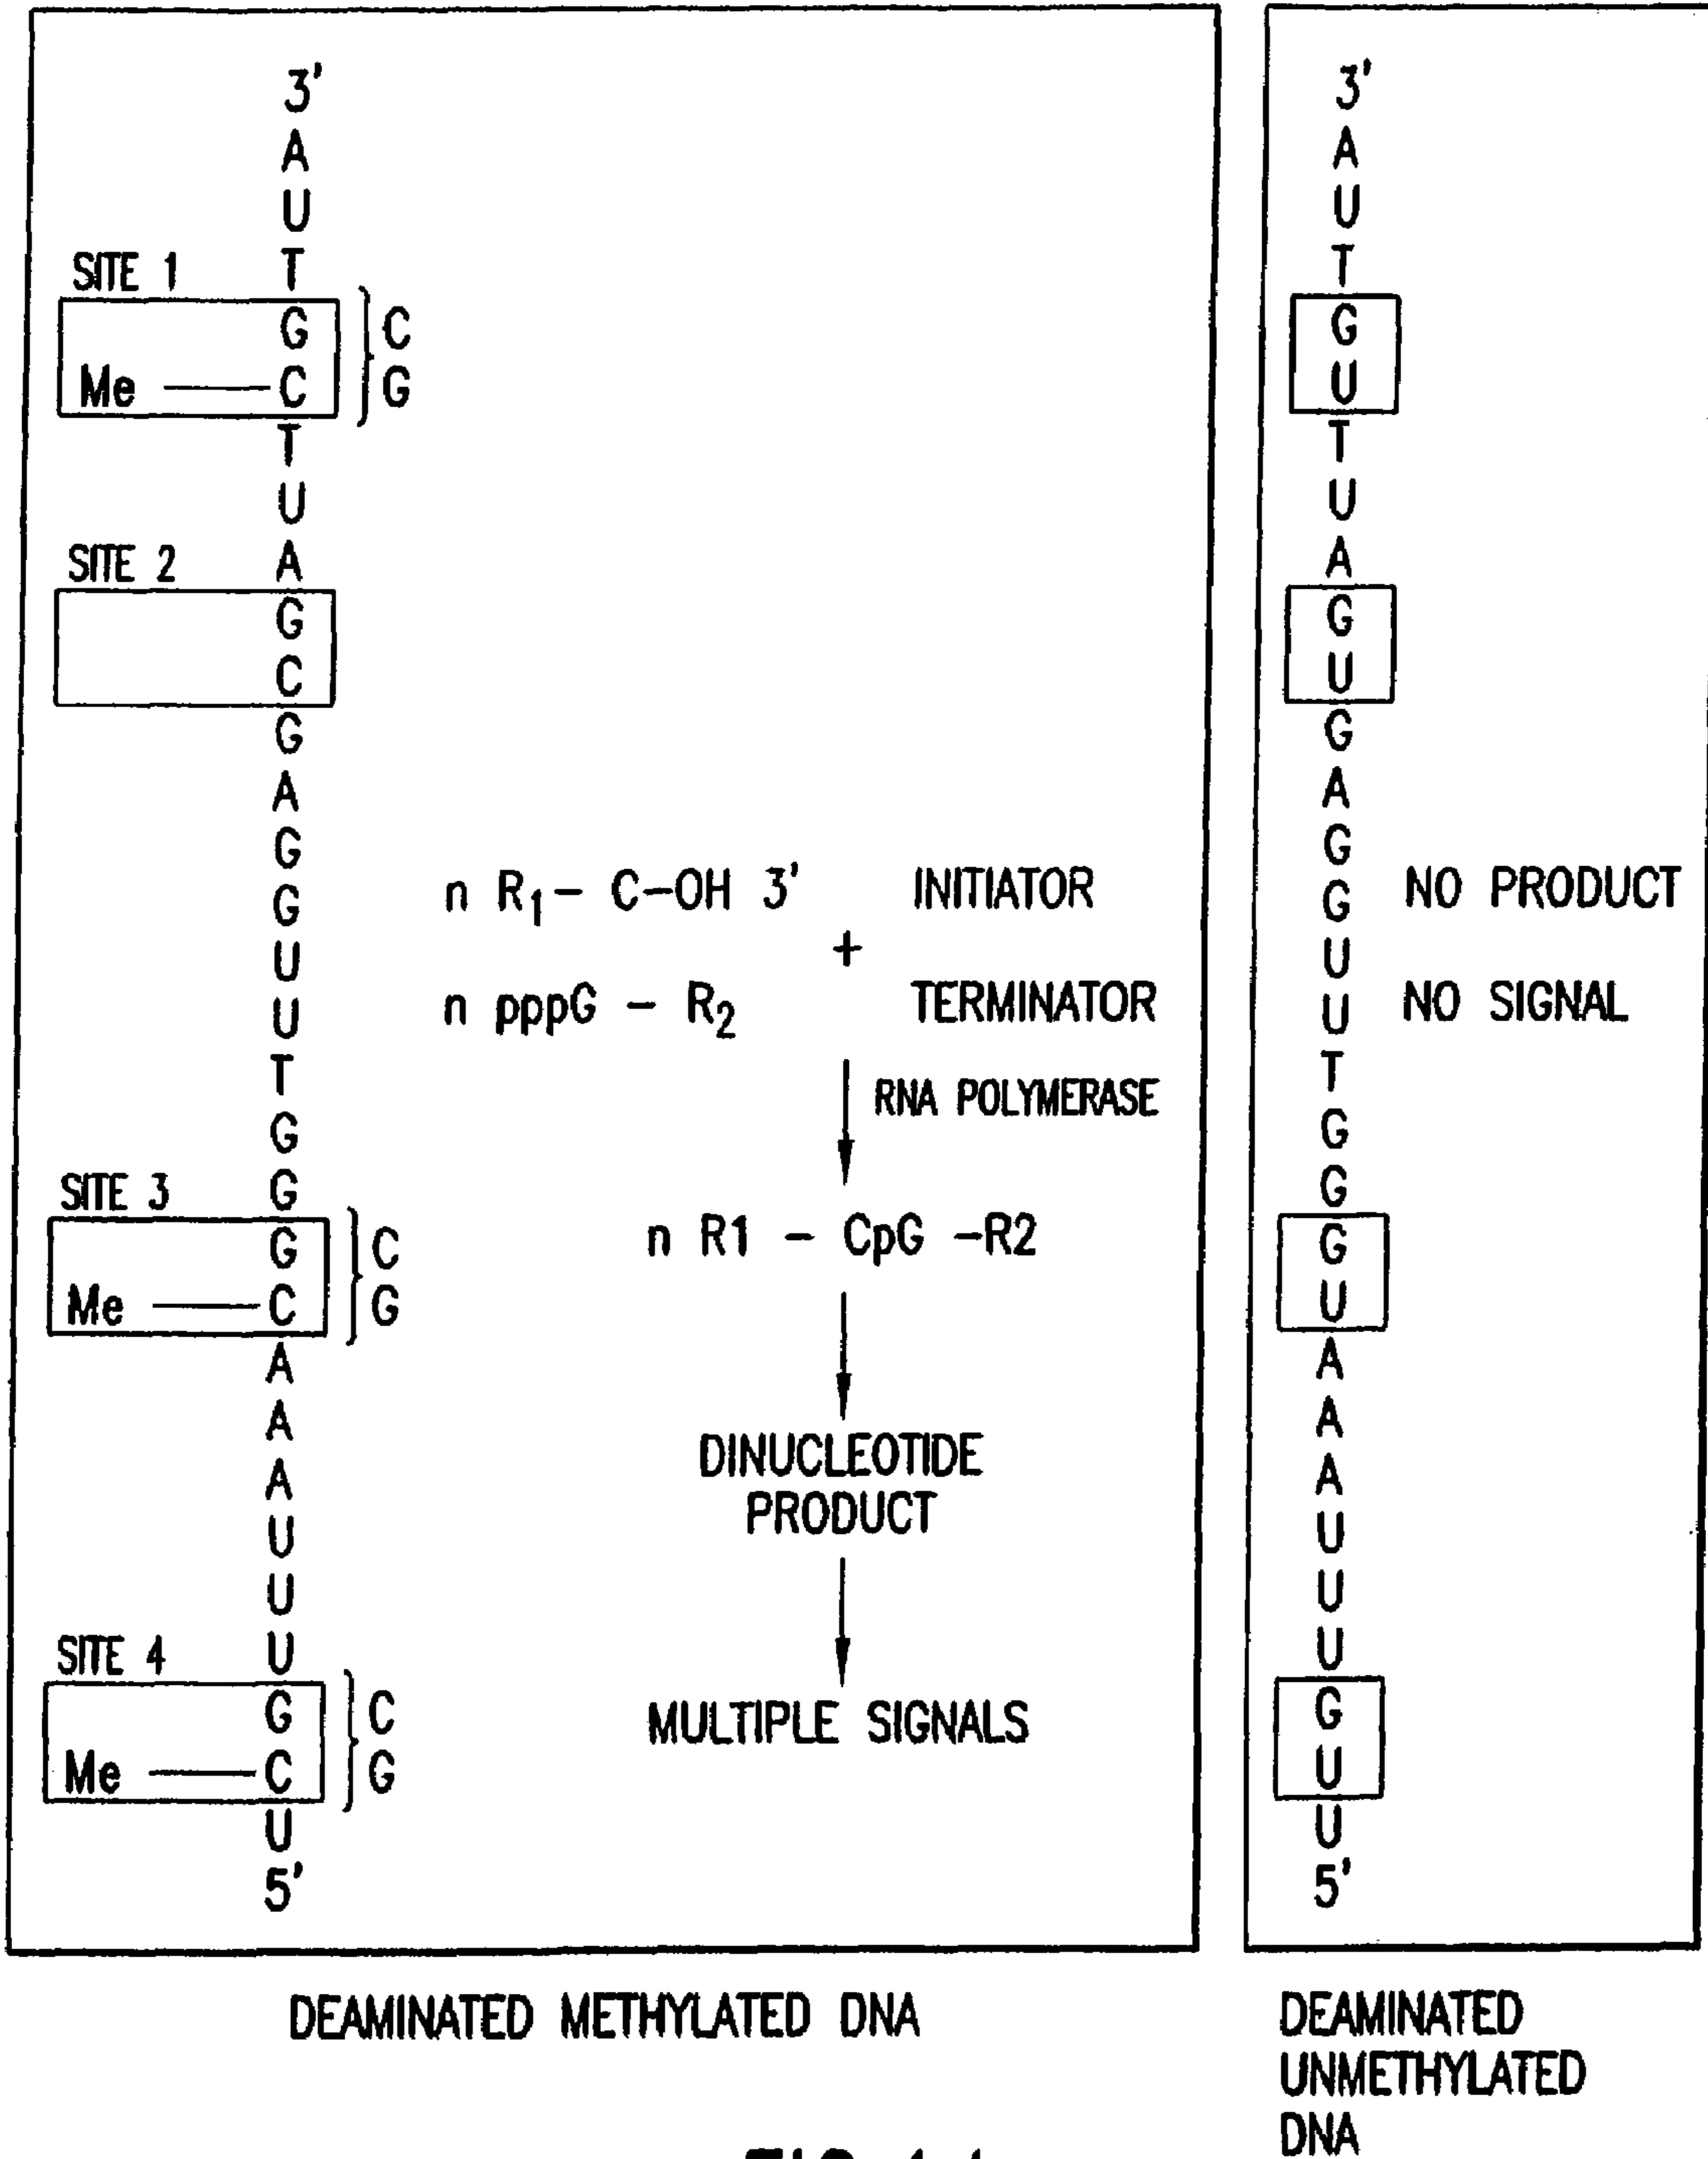 3'
A
U
T
SITE 1
G } C
Me — C } G
T
U
A
SITE 2
G
C
G
A
G
G
U
U
T
G
G
SITE 3
G } C
Me — C } G
A
A
A
U
U
U
SITE 4
G } C
Me — C } G
U
5'
n R1 – C–OH 3' INITIATOR
+
n pppG – R2 TERMINATOR
RNA POLYMERASE
n R1 – CpG –R2
DINUCLEOTIDE
PRODUCT
MULTIPLE SIGNALS
DEAMINATED METHYLATED DNA
3'
A
U
T
G
U
T
U
A
G
U
G
A
G
G
U
U
T
G
G
G
U
A
A
A
U
U
U
G
U
U
5'
NO PRODUCT
NO SIGNAL
DEAMINATED
UNMETHYLATED
DNA